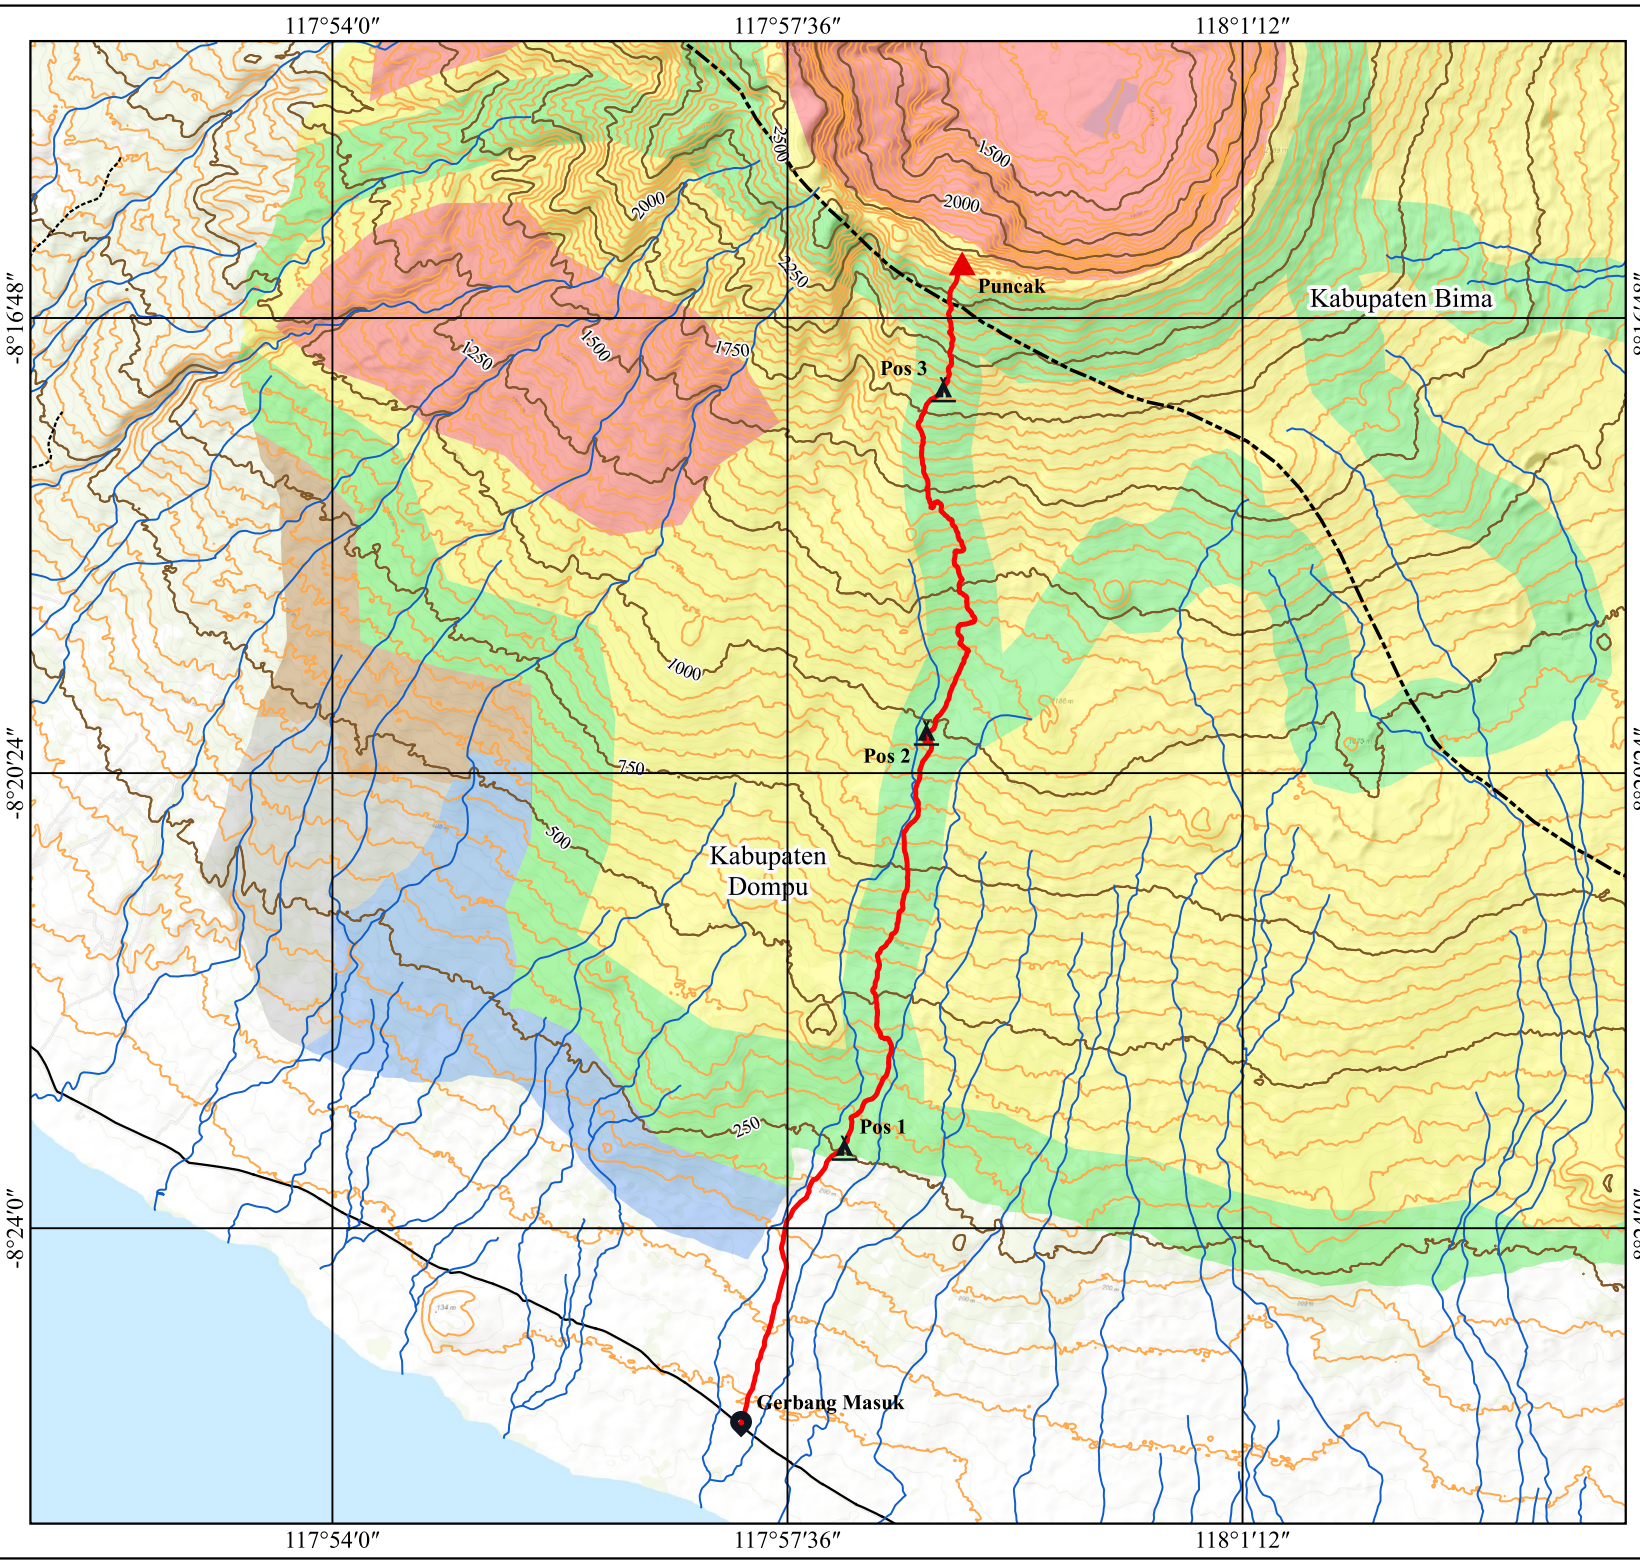 117°54′0″
117°57′36″
118°1′12″
2500
1500
2000
2000
2250
Puncak
Kabupaten Bima
-8°16′48″
1250
1500
1750
Pos 3
1000
Pos 2
-8°20′24″
750
500
Kabupaten
Dompu
250
Pos 1
-8°24′0″
134 m
Gerbang Masuk
117°54′0″
117°57′36″
118°1′12″